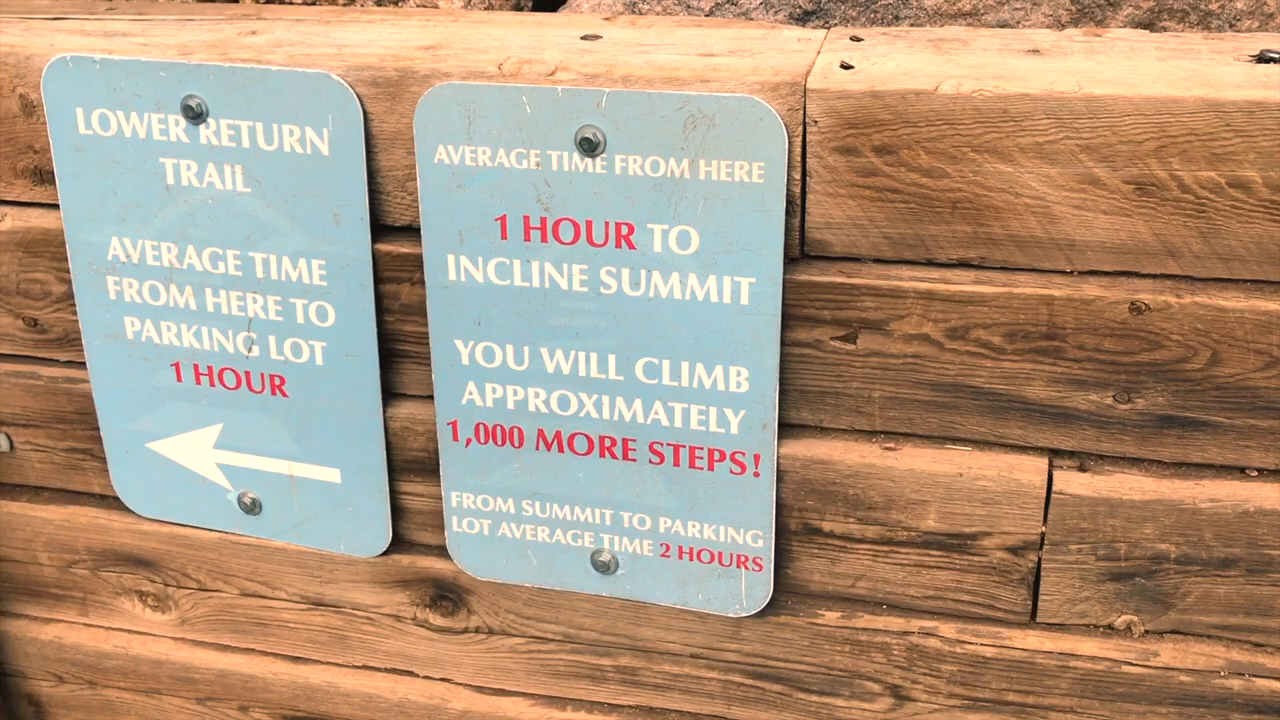 LOWER RETURN
TRAIL
AVERAGE TIME
FROM HERE TO
PARKING LOT
1 HOUR
AVERAGE TIME FROM HERE
1 HOUR TO
INCLINE SUMMIT
YOU WILL CLIMB
APPROXIMATELY
1,000 MORE STEPS!
FROM SUMMIT TO PARKING
LOT AVERAGE TIME 2 HOURS